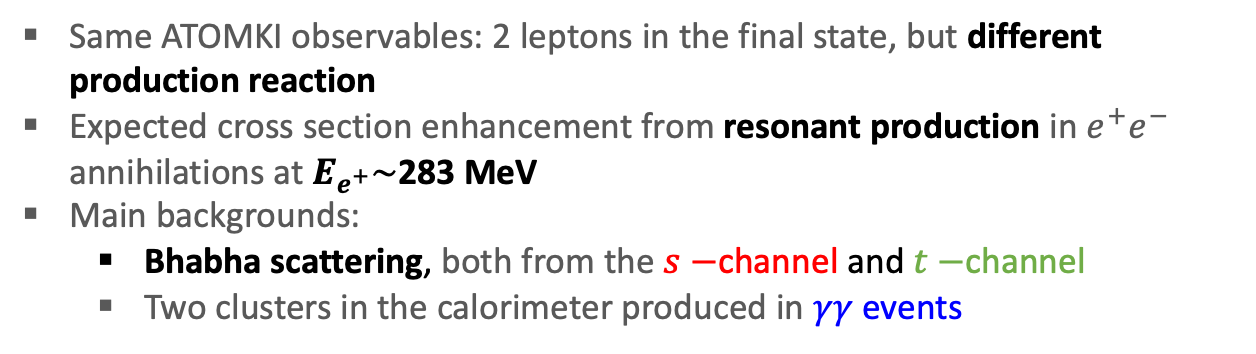 ▪ Same ATOMKI observables: 2 leptons in the final state, but different
production reaction
▪ Expected cross section enhancement from resonant production in e⁺e⁻
annihilations at Eₑ₊~283 MeV
▪ Main backgrounds:
▪ Bhabha scattering, both from the s −channel and t −channel
▪ Two clusters in the calorimeter produced in γγ events